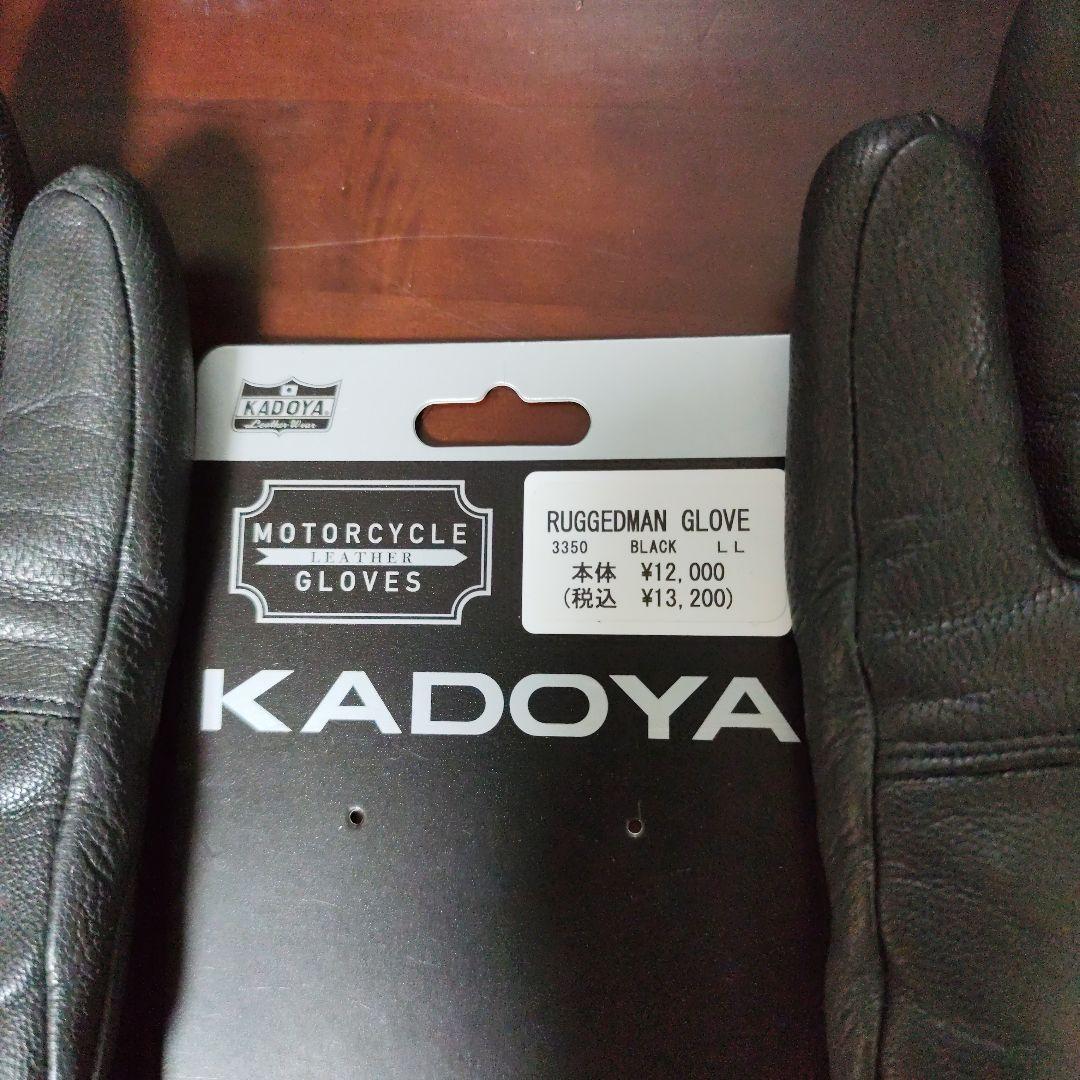 KADOYA®
Leather Wear
MOTORCYCLE
LEATHER
GLOVES
RUGGEDMAN GLOVE
3350 BLACK LL
本体 ¥12,000
(税込 ¥13,200)
KADOYA